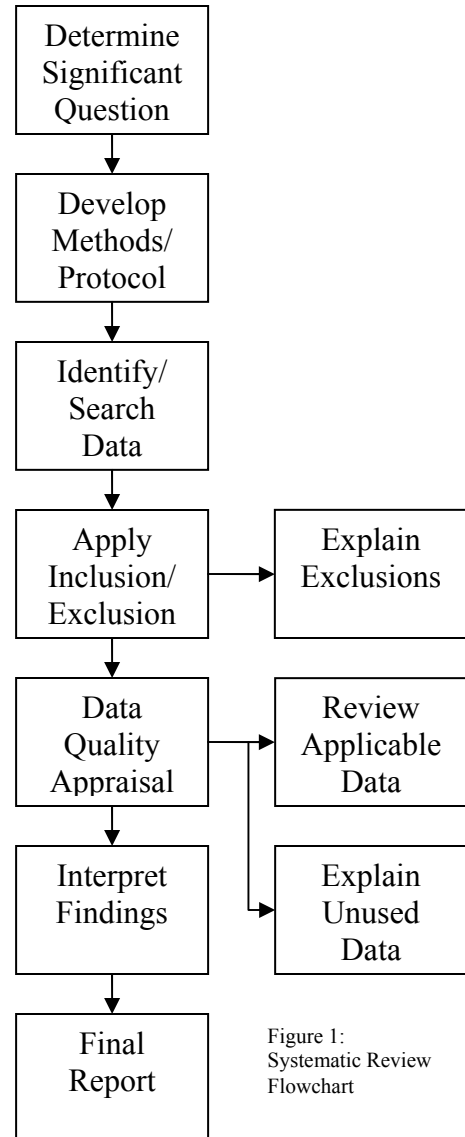 Determine
Significant
Question
Develop
Methods/
Protocol
Identify/
Search
Data
Apply
Inclusion/
Exclusion
Explain
Exclusions
Data
Quality
Appraisal
Review
Applicable
Data
Interpret
Findings
Explain
Unused
Data
Final
Report
Figure 1:
Systematic Review
Flowchart